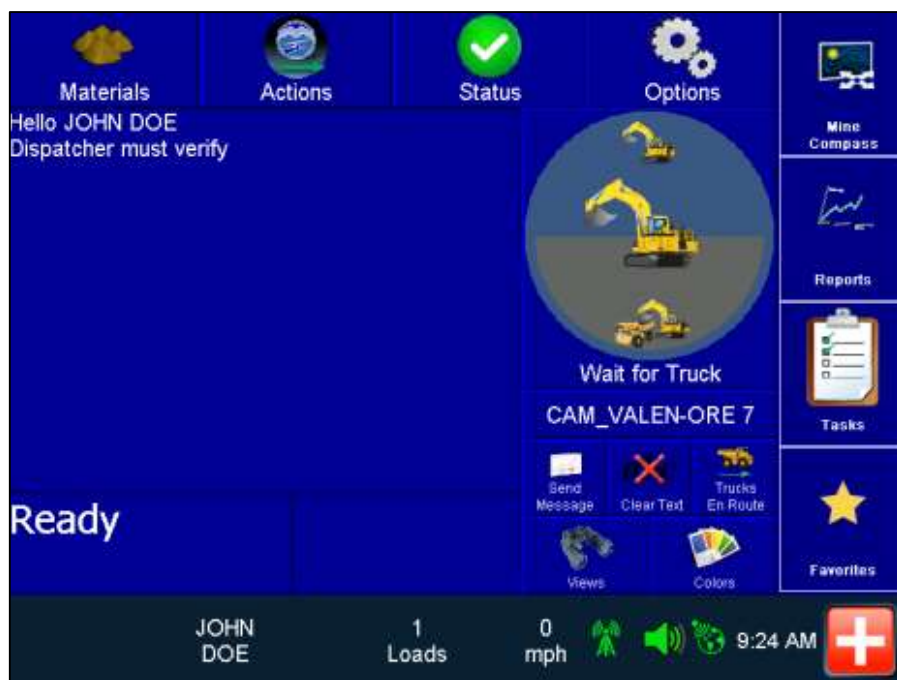 Materials
Actions
Status
Options
Mine
Compass
Hello JOHN DOE
Dispatcher must verify
Reports
Wait for Truck
CAM_VALEN-ORE 7
Tasks
Send
Message
Clear Text
Trucks
En Route
Ready
Views
Colors
Favorites
JOHN
DOE
1
Loads
0
mph
9:24 AM